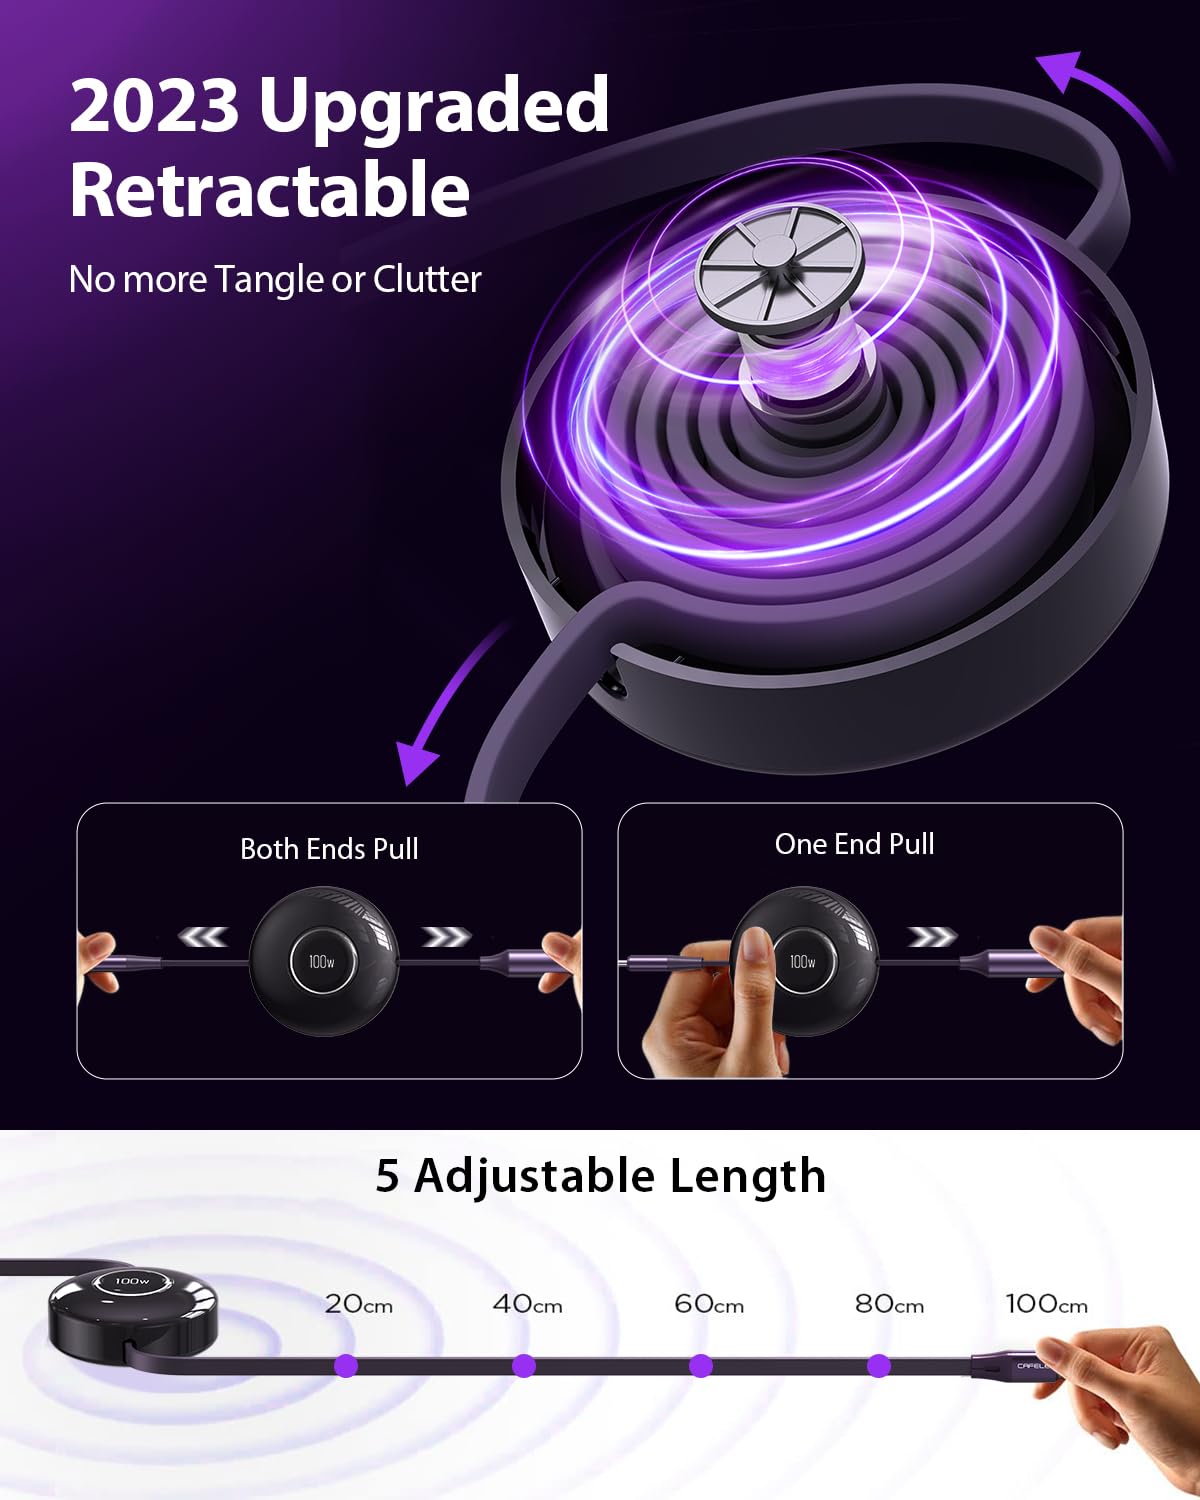 2023 Upgraded
Retractable
No more Tangle or Clutter
Both Ends Pull
One End Pull
100w
100w
5 Adjustable Length
100w
20cm
40cm
60cm
80cm
100cm